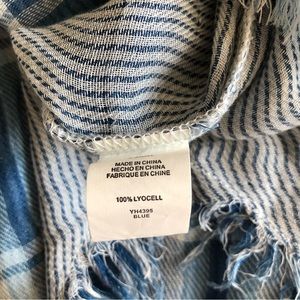 MADE IN CHINA
HECHO EN CHINA
FABRIQUE EN CHINE
100% LYOCELL
YH4395
BLUE